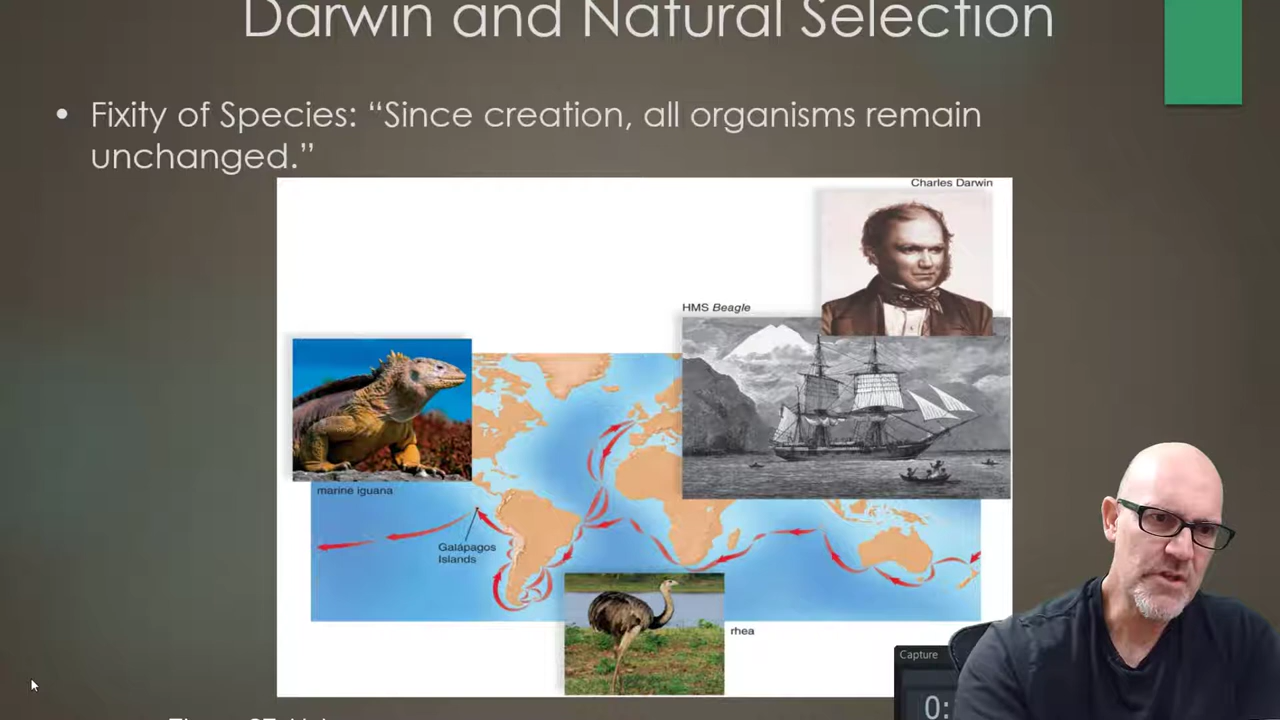 Darwin and Natural Selection
• Fixity of Species: “Since creation, all organisms remain
unchanged.”
Charles Darwin
HMS Beagle
marine iguana
Galápagos
Islands
rhea
Capture
0: